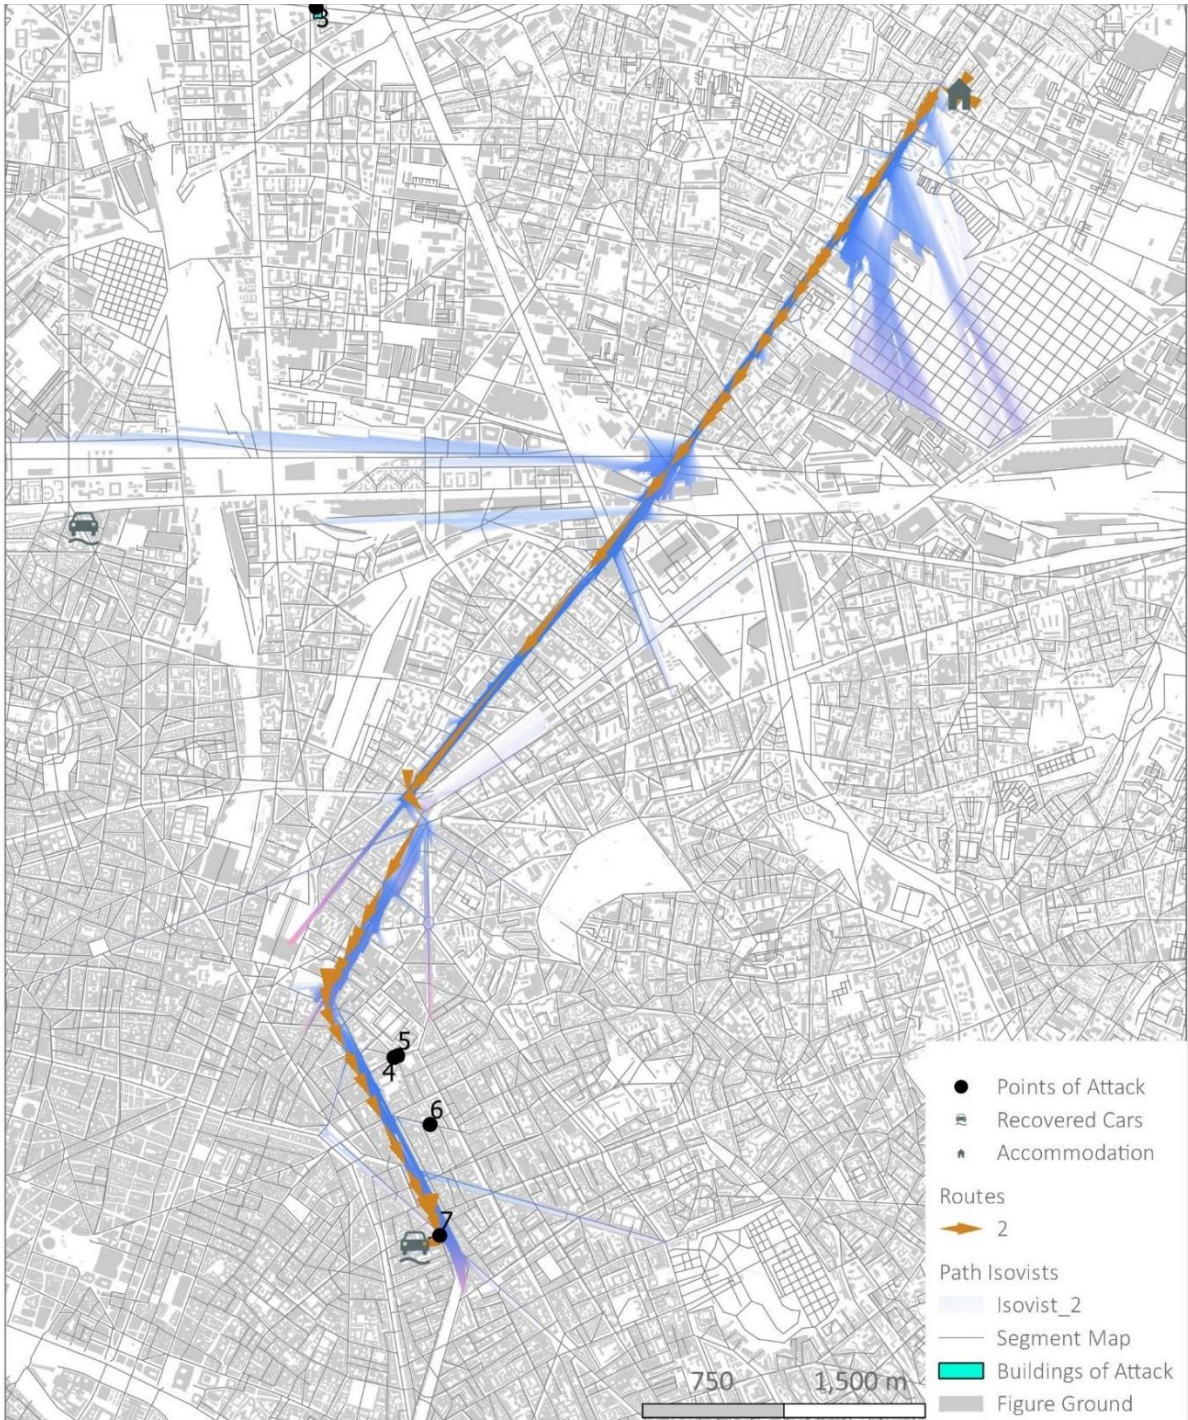 3
5
4
6
7
Points of Attack
Recovered Cars
Accommodation
Routes
2
Path Isovists
Isovist_2
Segment Map
Buildings of Attack
Figure Ground
750 1,500 m